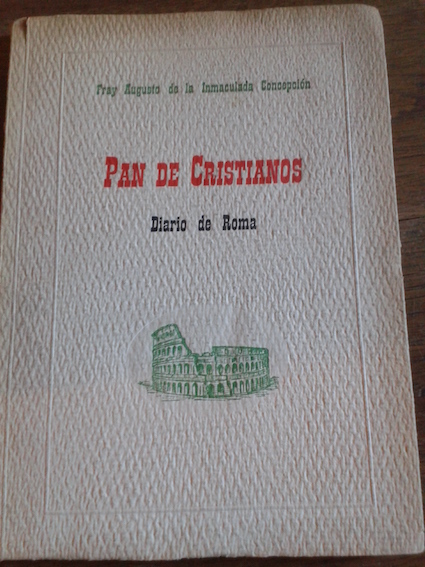 Fray Augusto de la Inmaculada Concepción
PAN DE CRISTIANOS
Diario de Roma